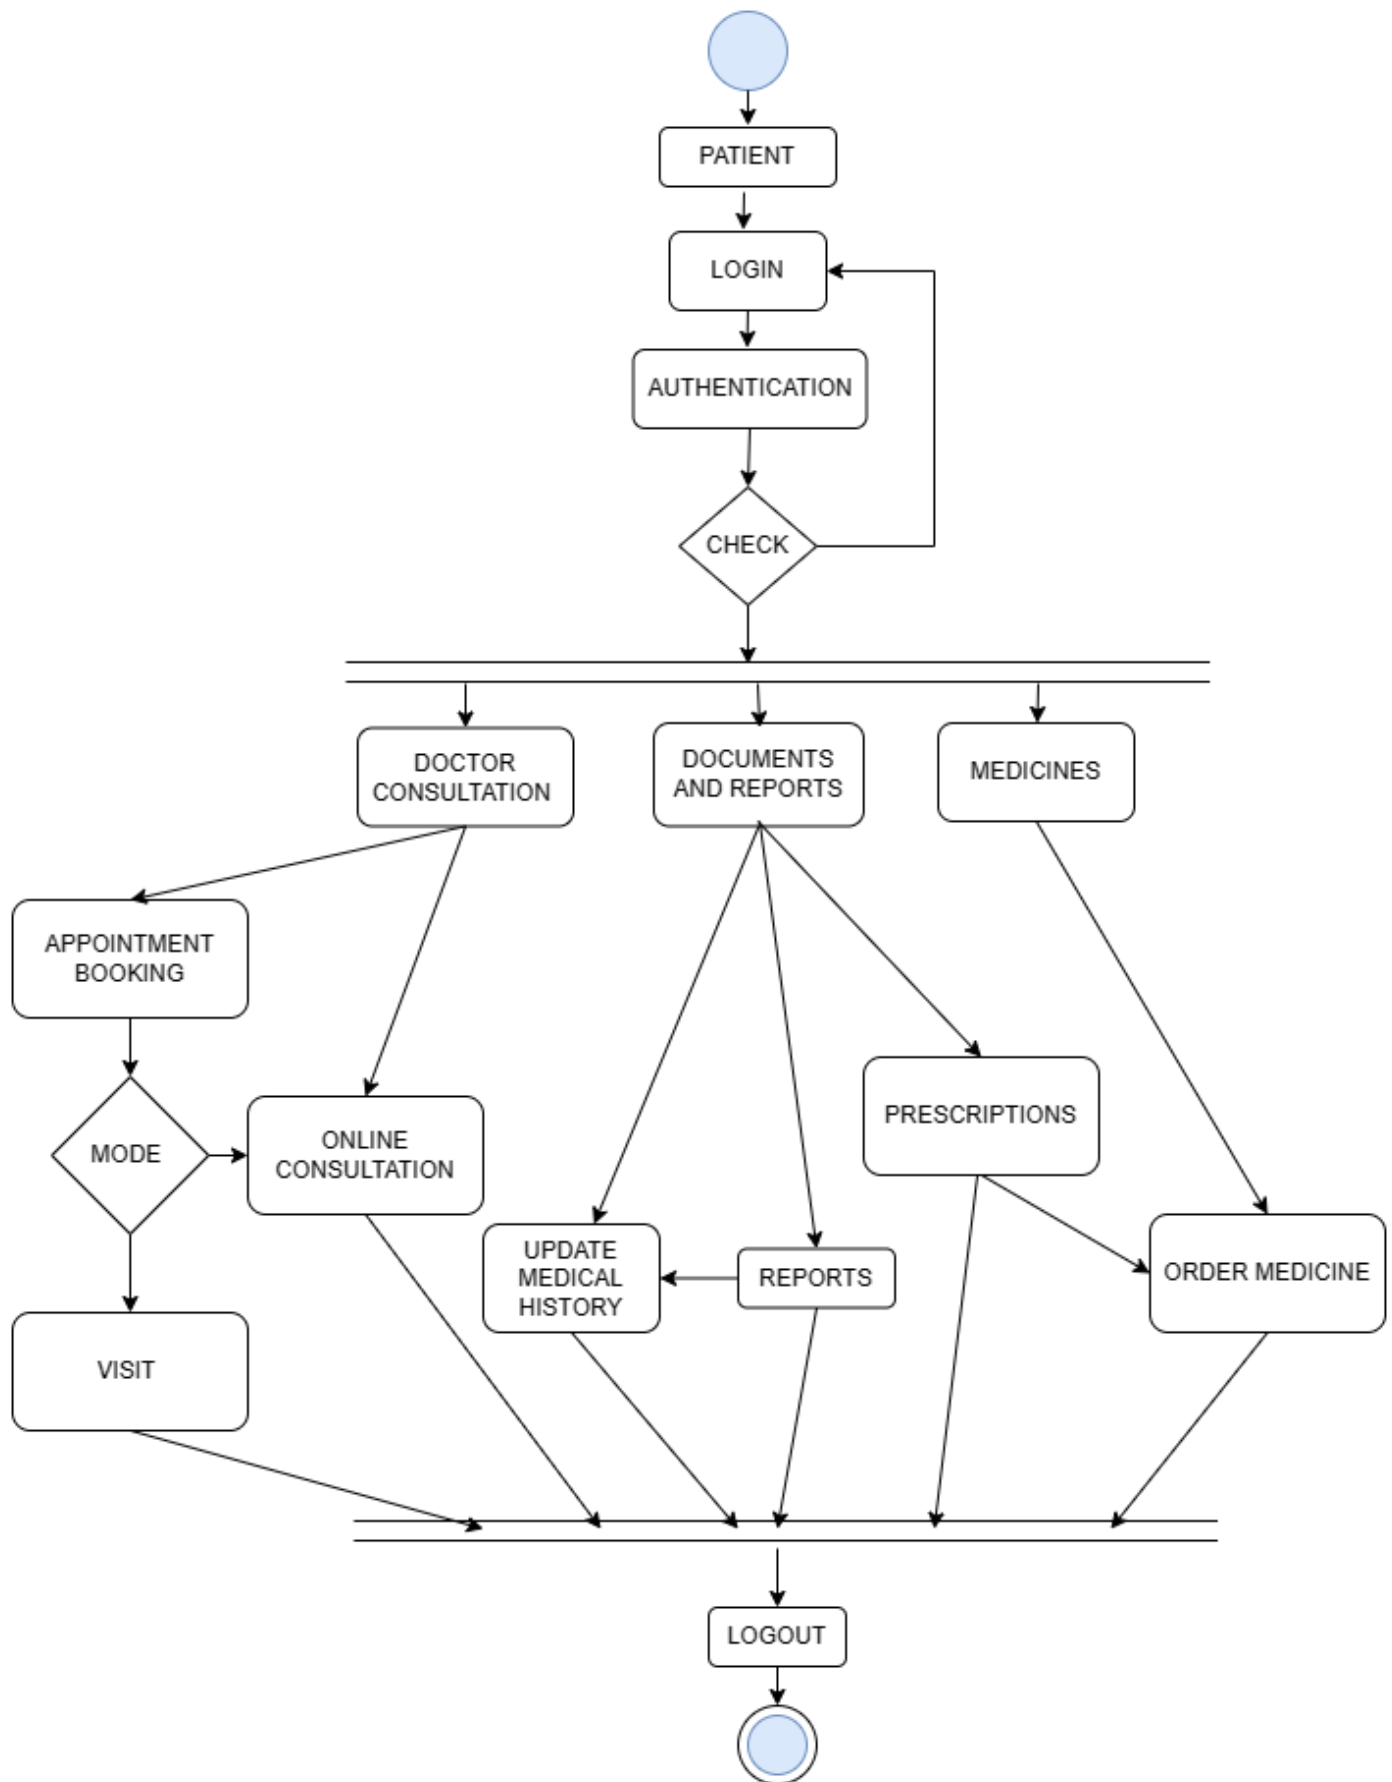 PATIENT
LOGIN
AUTHENTICATION
CHECK
DOCTOR
CONSULTATION
DOCUMENTS
AND REPORTS
MEDICINES
APPOINTMENT
BOOKING
MODE
ONLINE
CONSULTATION
PRESCRIPTIONS
UPDATE
MEDICAL
HISTORY
REPORTS
ORDER MEDICINE
VISIT
LOGOUT